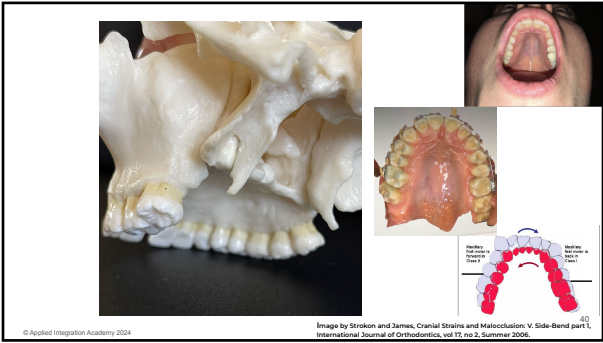 Maxillary
first molar is
forward in
Class II
Maxillary
first molar is
back in
Class I
40
© Applied Integration Academy 2024
Image by Strokon and James, Cranial Strains and Malocclusion: V. Side-Bend part 1,
International Journal of Orthodontics, vol 17, no 2, Summer 2006.